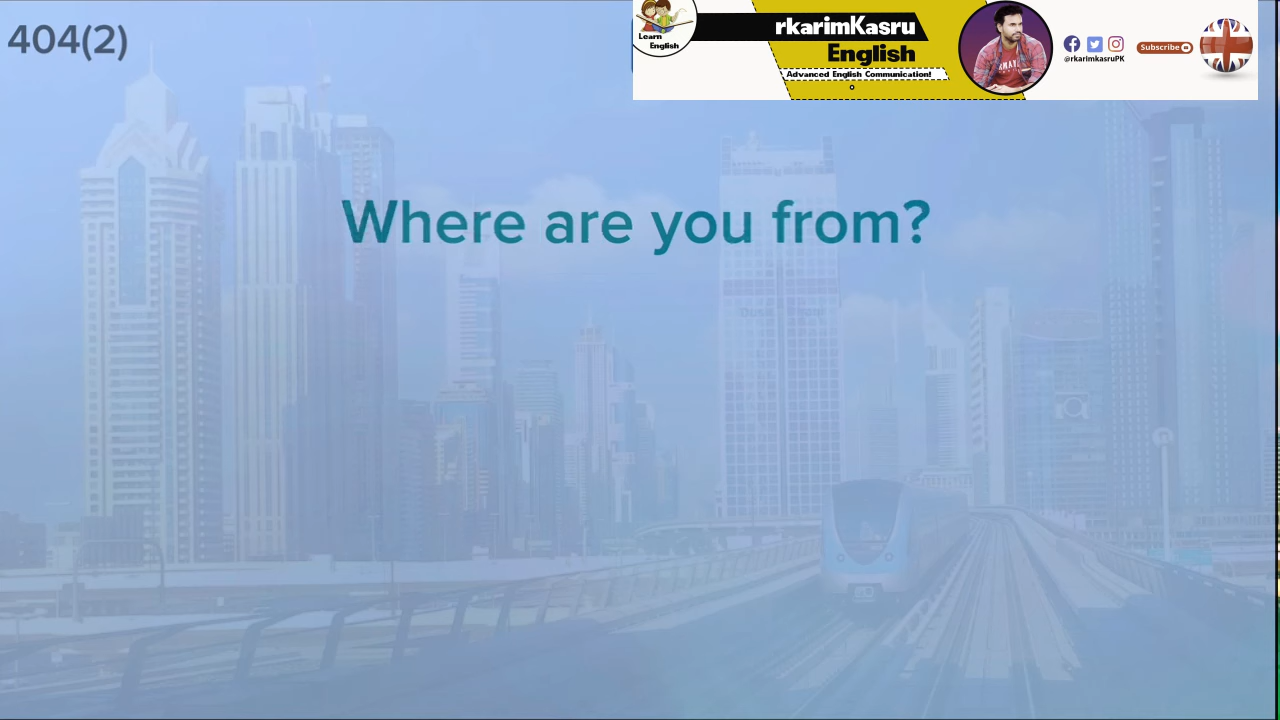 404(2)
Learn
English
rkarimKasru
English
Advanced English Communication!
@rkarimkasruPK
Subscribe
Where are you from?